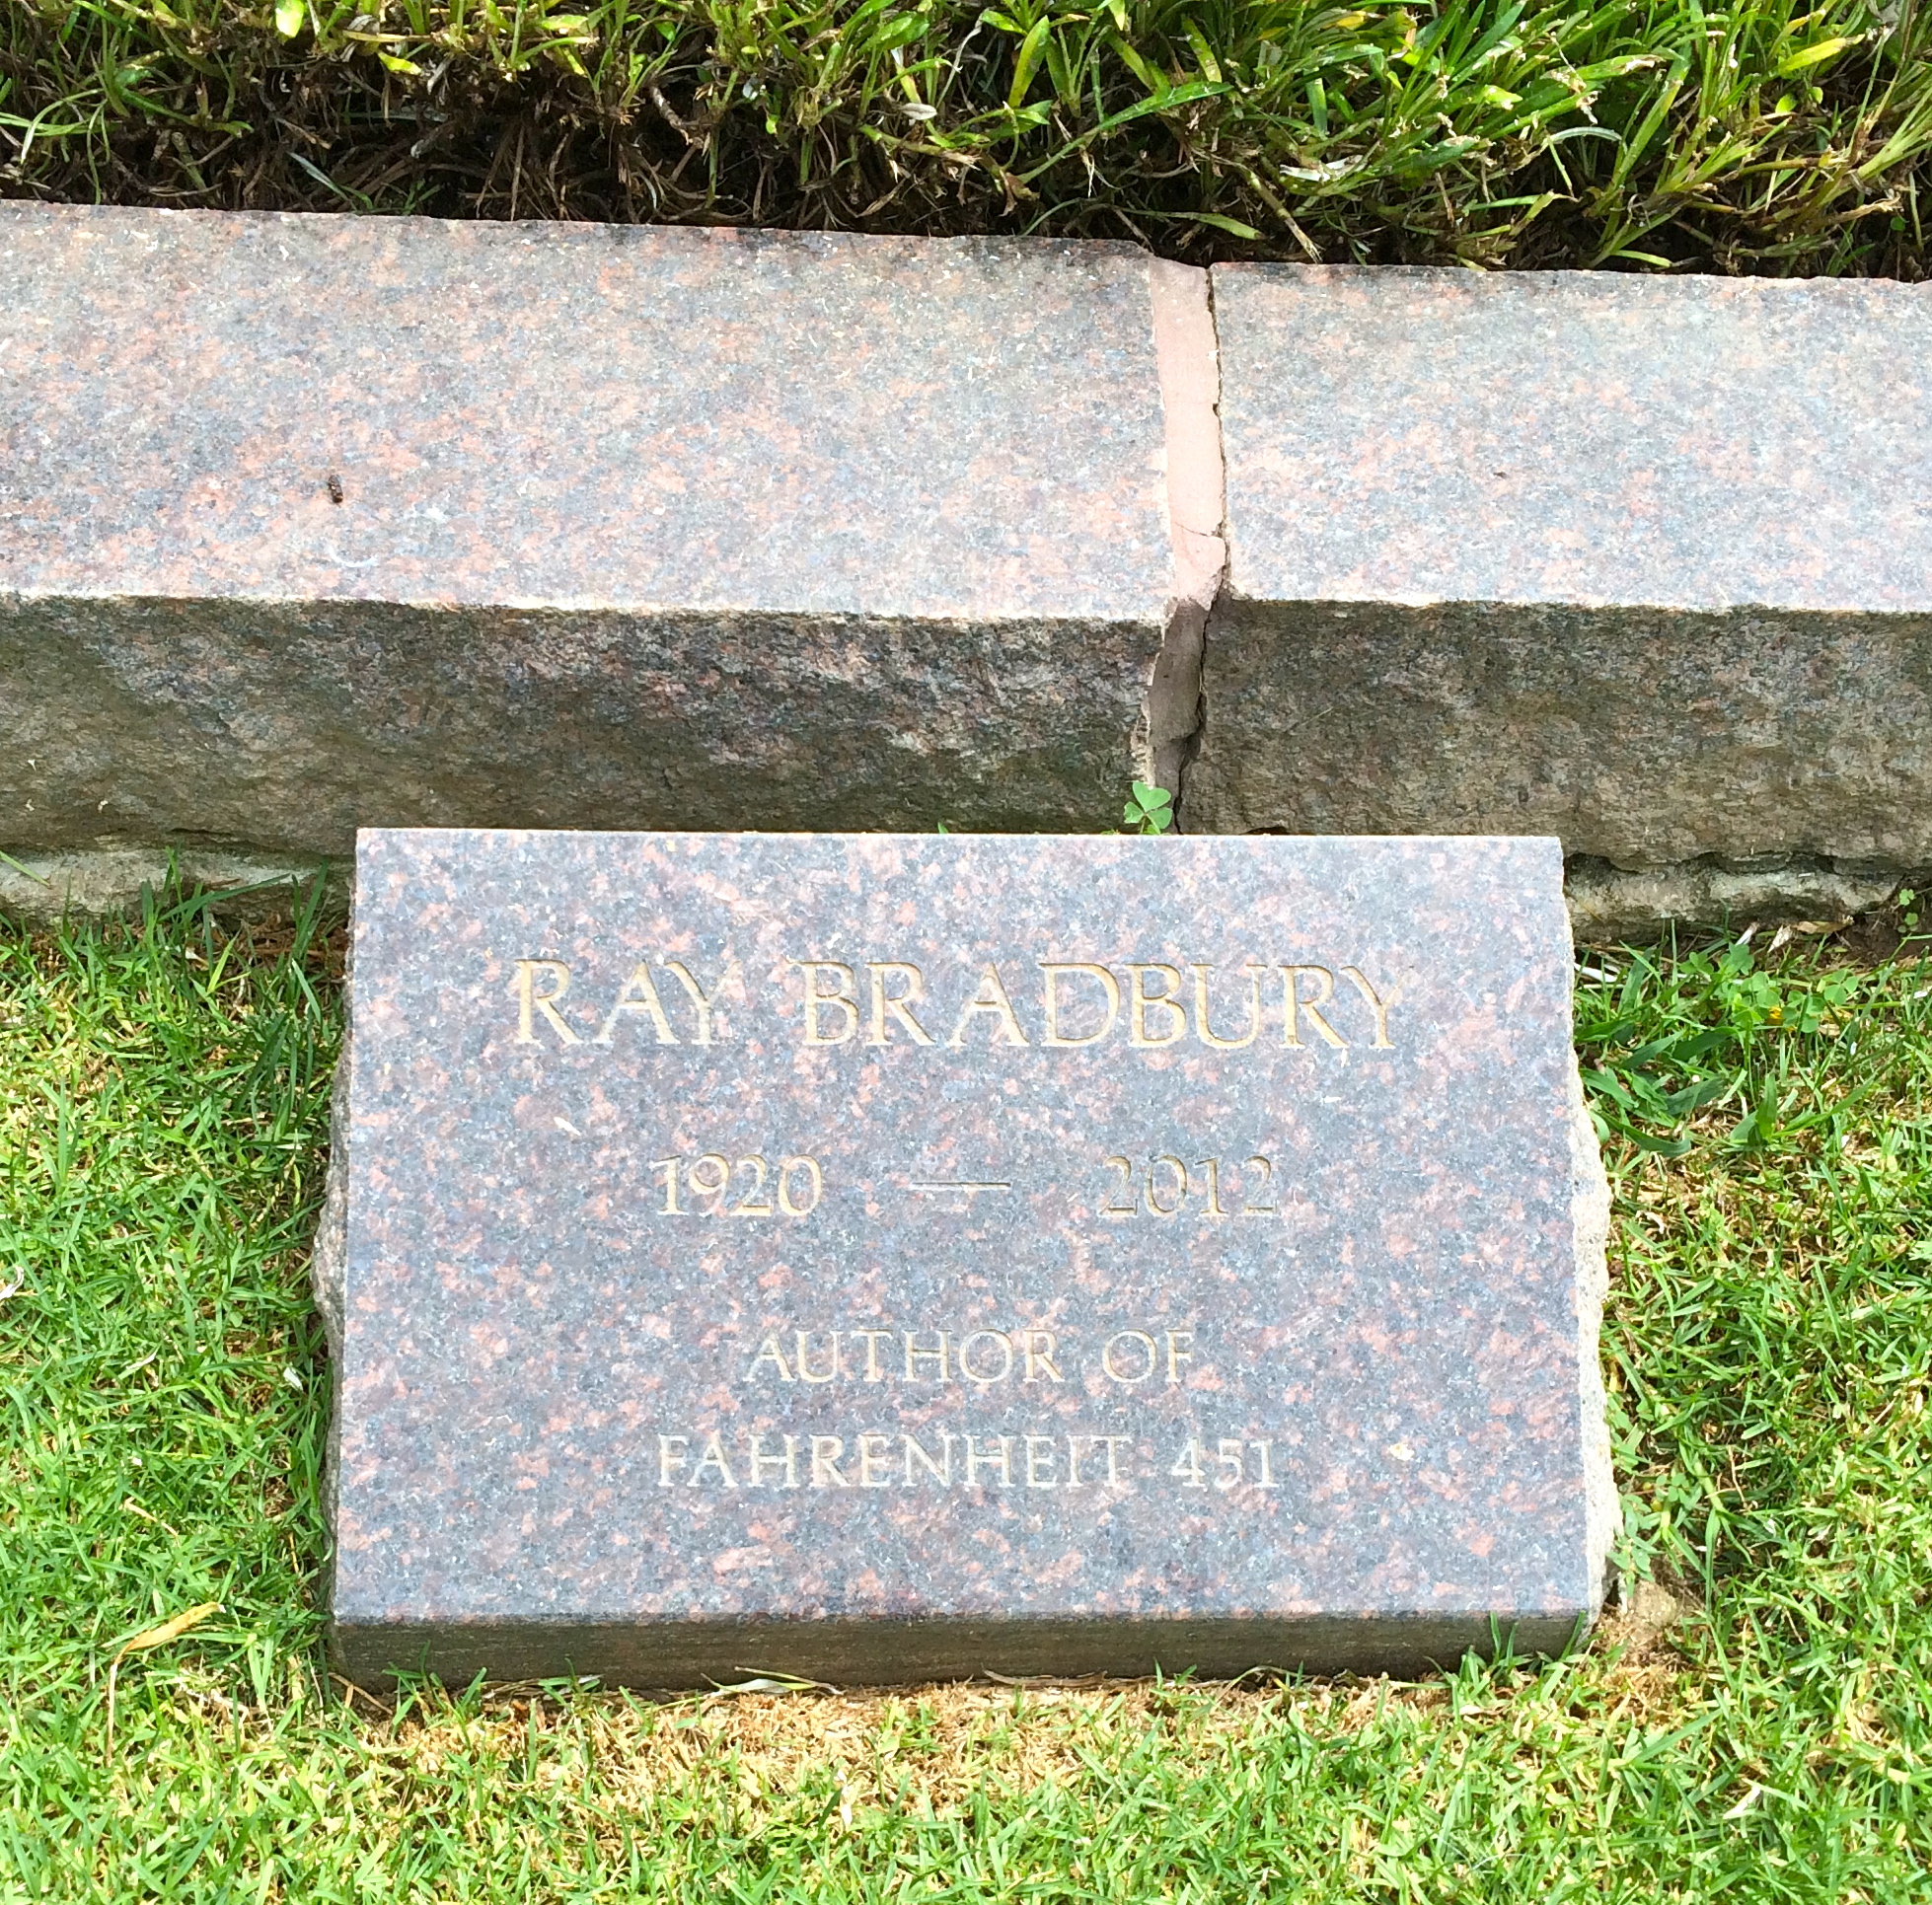 RAY BRADBURY
1920 — 2012
AUTHOR OF
FAHRENHEIT 451